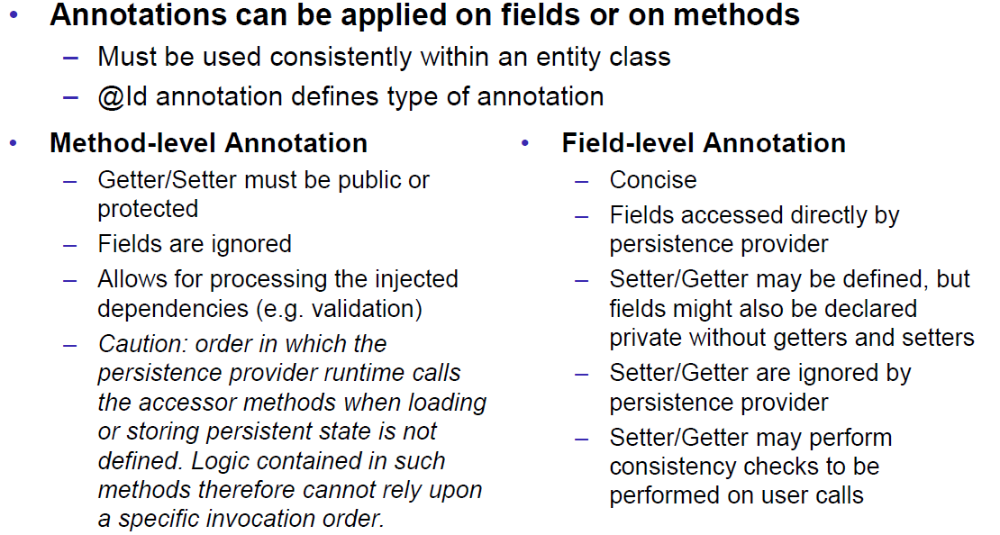 • Annotations can be applied on fields or on methods
– Must be used consistently within an entity class
– @Id annotation defines type of annotation
• Method-level Annotation
– Getter/Setter must be public or
protected
– Fields are ignored
– Allows for processing the injected
dependencies (e.g. validation)
– Caution: order in which the
persistence provider runtime calls
the accessor methods when loading
or storing persistent state is not
defined. Logic contained in such
methods therefore cannot rely upon
a specific invocation order.
• Field-level Annotation
– Concise
– Fields accessed directly by
persistence provider
– Setter/Getter may be defined, but
fields might also be declared
private without getters and setters
– Setter/Getter are ignored by
persistence provider
– Setter/Getter may perform
consistency checks to be
performed on user calls